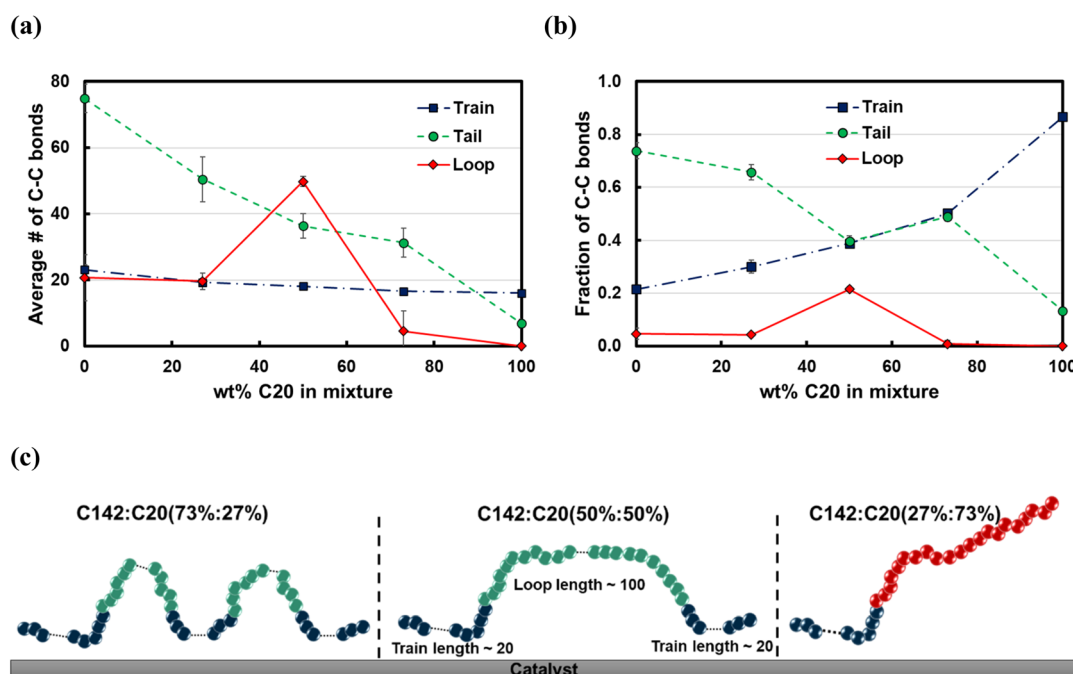 (a)
(b)
Average # of C-C bonds
80
60
40
20
0
Train
Tail
Loop
0 20 40 60 80 100
wt% C20 in mixture
Fraction of C-C bonds
1.0
0.8
0.6
0.4
0.2
0.0
Train
Tail
Loop
0 20 40 60 80 100
wt% C20 in mixture
(c)
C142:C20(73%:27%)
C142:C20(50%:50%)
C142:C20(27%:73%)
Loop length ~ 100
Train length ~ 20
Train length ~ 20
Catalyst